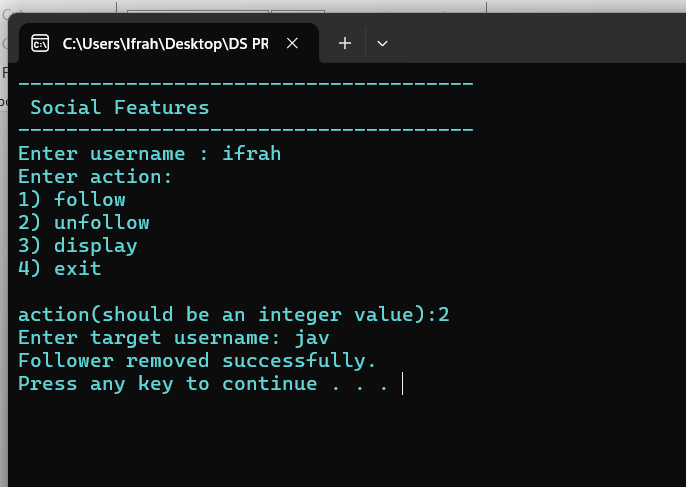 C:\Users\Ifrah\Desktop\DS PR
--------------------------------------
Social Features
--------------------------------------
Enter username : ifrah
Enter action:
1) follow
2) unfollow
3) display
4) exit
action(should be an integer value):2
Enter target username: jav
Follower removed successfully.
Press any key to continue . . .